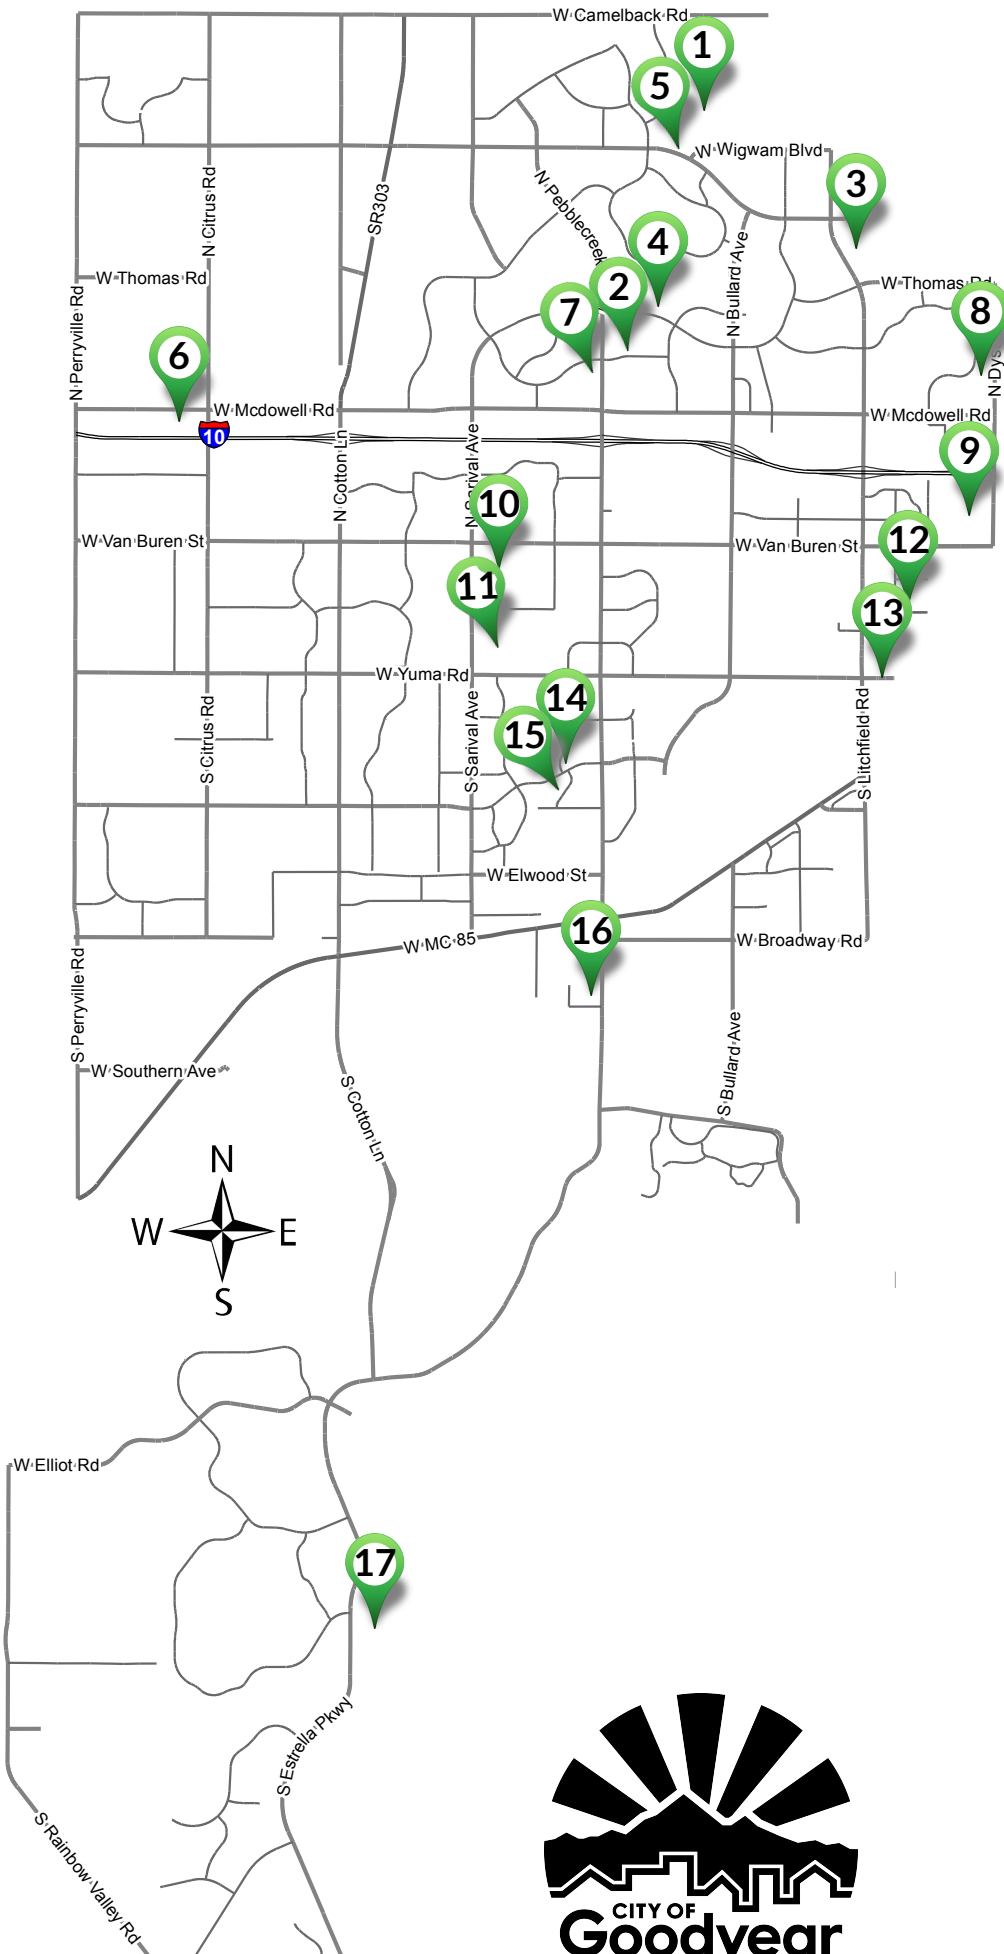 W Camelback Rd
1
5
W Wigwam Blvd
3
N Citrus Rd
SR303
N Pebblecreek
4
N Bullard Ave
W Thomas Rd
W Thomas Rd
N Perryville Rd
2
7
8
6
N Dys
W Mcdowell Rd
W Mcdowell Rd
10
N Cotton Ln
N Sarival Ave
9
10
W Van Buren St
W Van Buren St
12
11
13
W Yuma Rd
14
S Citrus Rd
S Sarival Ave
15
S Litchfield Rd
W Elwood St
16
W MC 85
W Broadway Rd
S Perryville Rd
W Southern Ave
S Cotton Ln
S Bullard Ave
N
W
E
S
W Elliot Rd
17
S Estrella Pkwy
S Rainbow Valley Rd
CITY OF
Goodyear